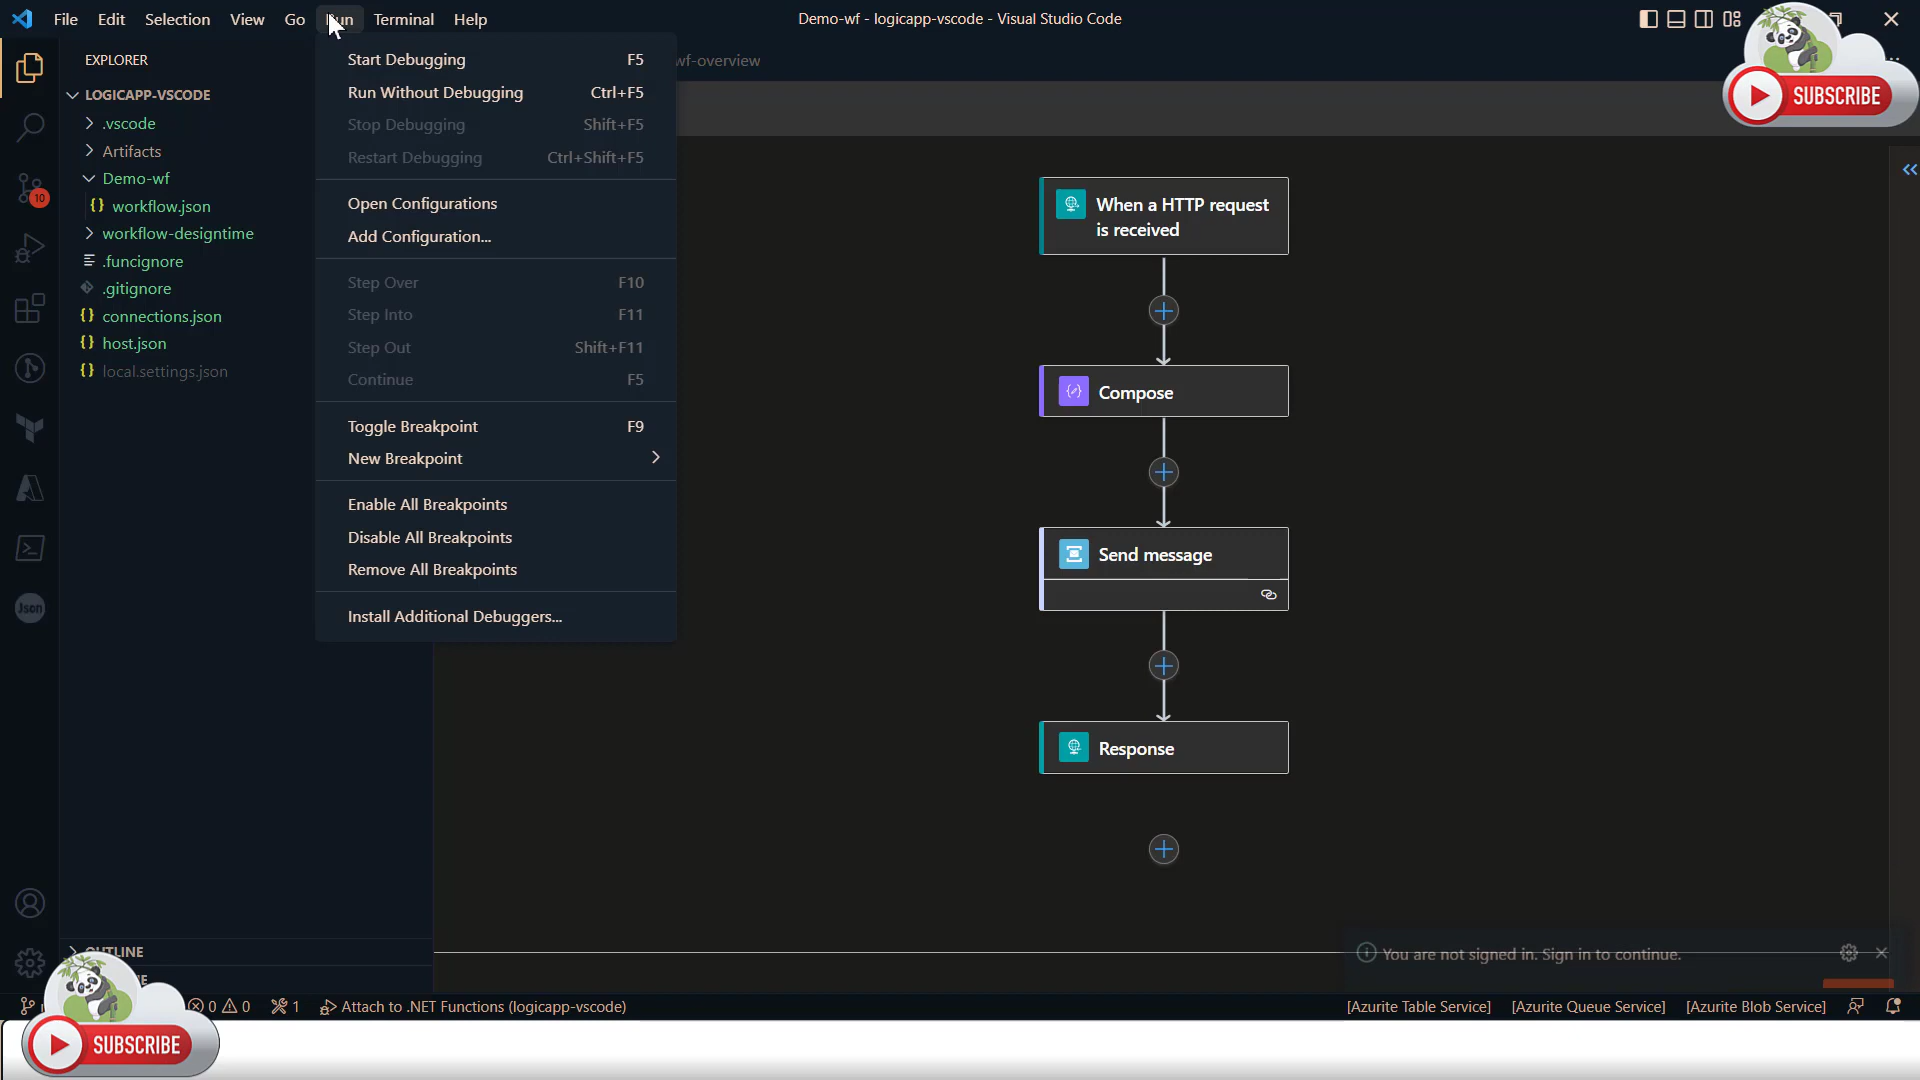 File Edit Selection View Go Run Terminal Help
Demo-wf - logicapp-vscode - Visual Studio Code
EXPLORER
LOGICAPP-VSCODE
.vscode
Artifacts
Demo-wf
workflow.json
workflow-designtime
.funcignore
.gitignore
connections.json
host.json
local.settings.json
10
Json
OUTLINE
Start Debugging F5
Run Without Debugging Ctrl+F5
Stop Debugging Shift+F5
Restart Debugging Ctrl+Shift+F5
Open Configurations
Add Configuration...
Step Over F10
Step Into F11
Step Out Shift+F11
Continue F5
Toggle Breakpoint F9
New Breakpoint
Enable All Breakpoints
Disable All Breakpoints
Remove All Breakpoints
Install Additional Debuggers...
wf-overview
SUBSCRIBE
When a HTTP request
is received
Compose
Send message
Response
You are not signed in. Sign in to continue.
0 0 1 Attach to .NET Functions (logicapp-vscode)
[Azurite Table Service] [Azurite Queue Service] [Azurite Blob Service]
SUBSCRIBE